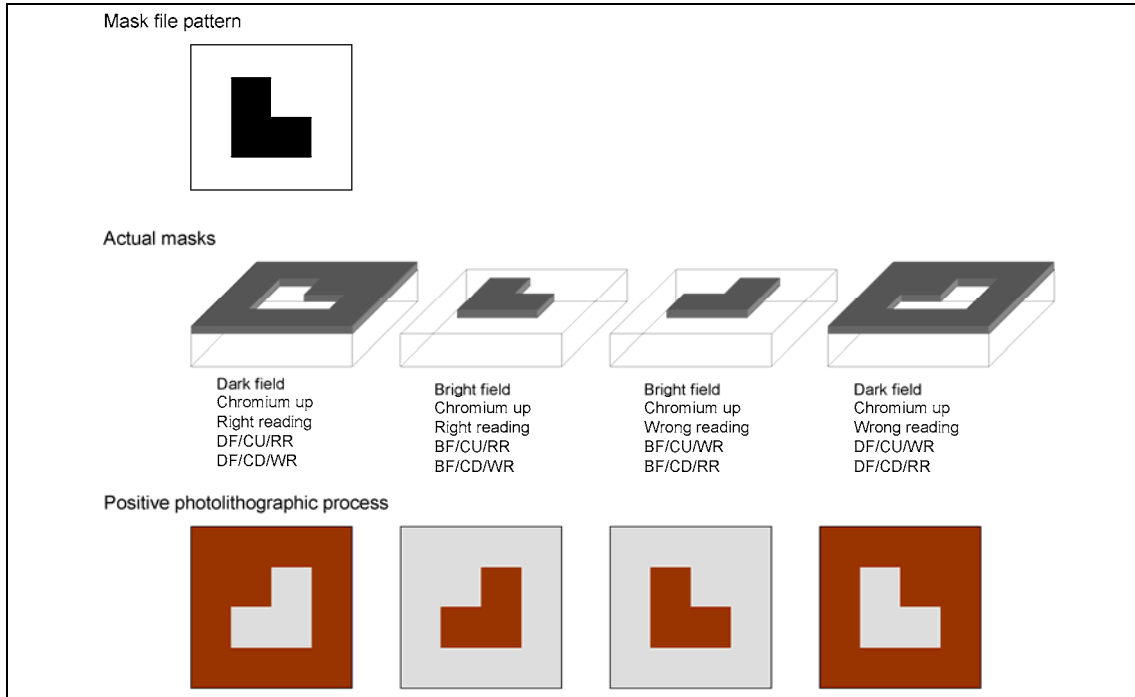 Mask file pattern
Actual masks
Dark field
Chromium up
Right reading
DF/CU/RR
DF/CD/WR
Bright field
Chromium up
Right reading
BF/CU/RR
BF/CD/WR
Bright field
Chromium up
Wrong reading
BF/CU/WR
BF/CD/RR
Dark field
Chromium up
Wrong reading
DF/CU/WR
DF/CD/RR
Positive photolithographic process